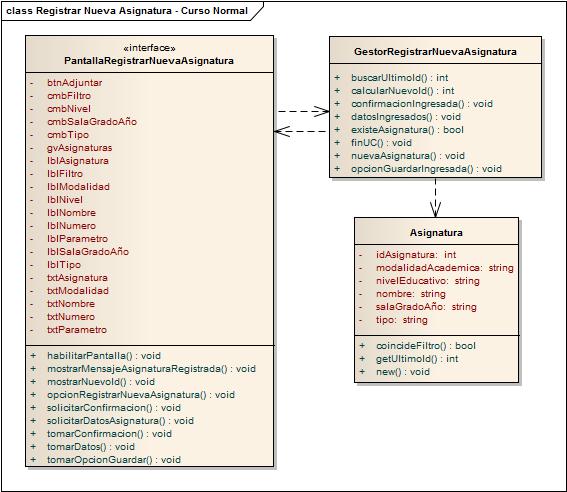 class Registrar Nueva Asignatura - Curso Normal
«interface»
PantallaRegistrarNuevaAsignatura
- btnAdjuntar
- cmbFiltro
- cmbNivel
- cmbSalaGradoAño
- cmbTipo
- gvAsignaturas
- lblAsignatura
- lblFiltro
- lblModalidad
- lblNivel
- lblNombre
- lblNumero
- lblParametro
- lblSalaGradoAño
- lblTipo
- txtAsignatura
- txtModalidad
- txtNombre
- txtNumero
- txtParametro
+ habilitarPantalla() : void
+ mostrarMensajeAsignaturaRegistrada() : void
+ mostrarNuevoId() : void
+ opcionRegistrarNuevaAsignatura() : void
+ solicitarConfirmacion() : void
+ solicitarDatosAsignatura() : void
+ tomarConfirmacion() : void
+ tomarDatos() : void
+ tomarOpcionGuardar() : void
GestorRegistrarNuevaAsignatura
+ buscarUltimoId() : int
+ calcularNuevoId() : int
+ confirmacionIngresada() : void
+ datosIngresados() : void
+ existeAsignatura() : bool
+ finUC() : void
+ nuevaAsignatura() : void
+ opcionGuardarIngresada() : void
Asignatura
- idAsignatura: int
- modalidadAcademica: string
- nivelEducativo: string
- nombre: string
- salaGradoAño: string
- tipo: string
+ coincideFiltro() : bool
+ getUltimoId() : int
+ new() : void